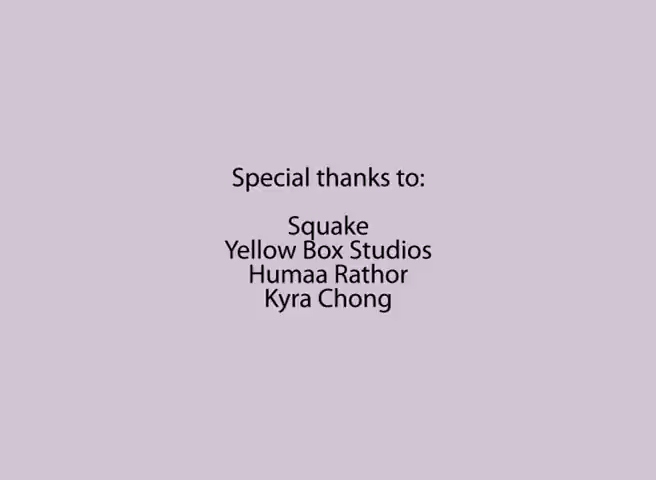 Special thanks to:
Squake
Yellow Box Studios
Humaa Rathor
Kyra Chong